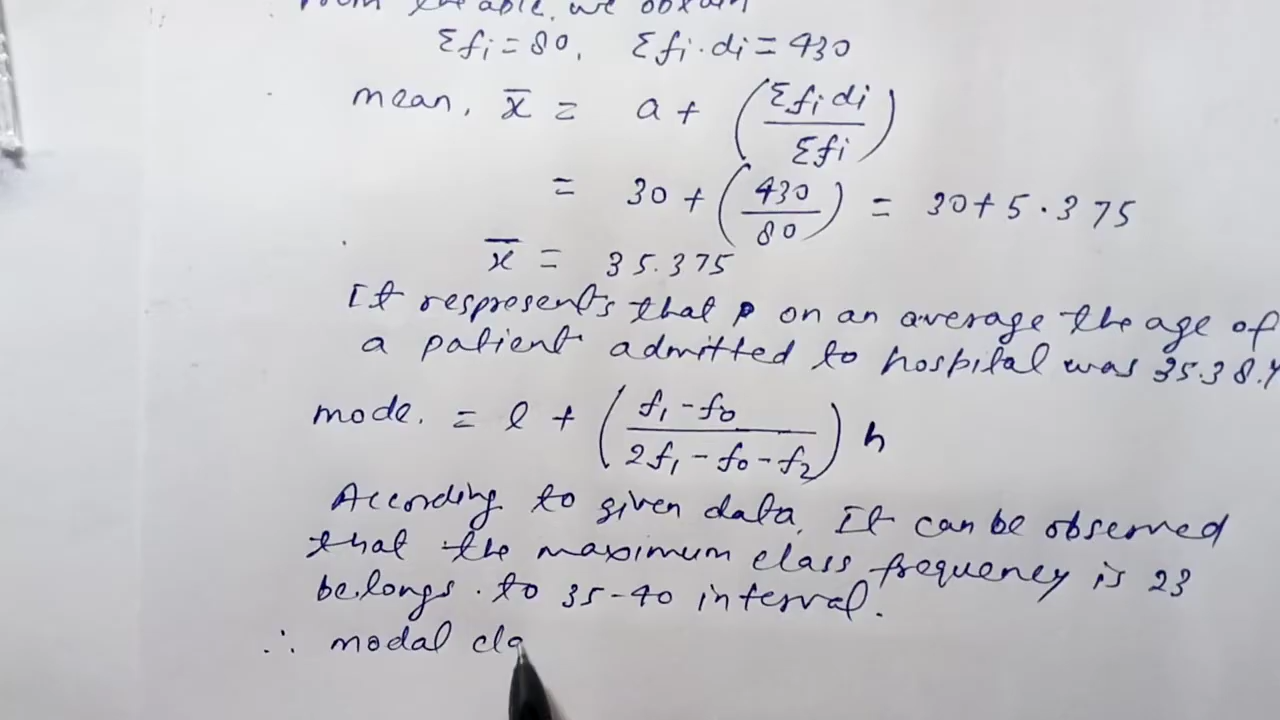 we obtain
Σfi = 80, Σfi·di = 430
mean, x̅ = a + (Σfidi / Σfi)
= 30 + (430 / 80) = 30 + 5.375
x̅ = 35.375
It respresents that on an average the age of
a patient admitted to hospital was 35.38.y
mode. = l + (f1 - f0 / 2f1 - f0 - f2) h
According to given data, It can be observed
that the maximum class frequency is 23
belongs. to 35-40 interval.
∴ modal cla